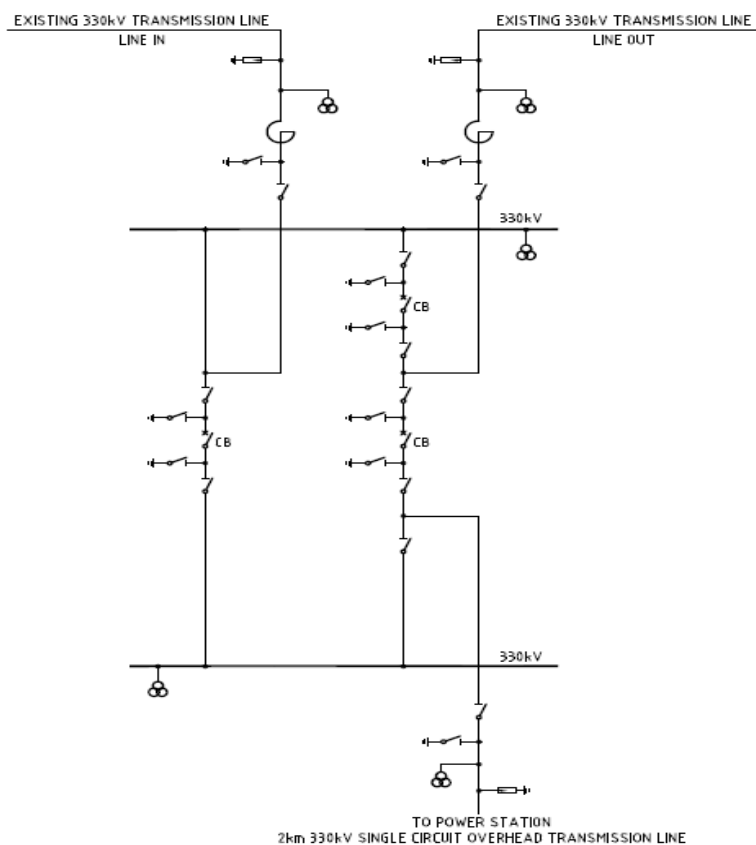 EXISTING 330kV TRANSMISSION LINE
LINE IN
EXISTING 330kV TRANSMISSION LINE
LINE OUT
330kV
CB
CB
CB
330kV
TO POWER STATION
2km 330kV SINGLE CIRCUIT OVERHEAD TRANSMISSION LINE